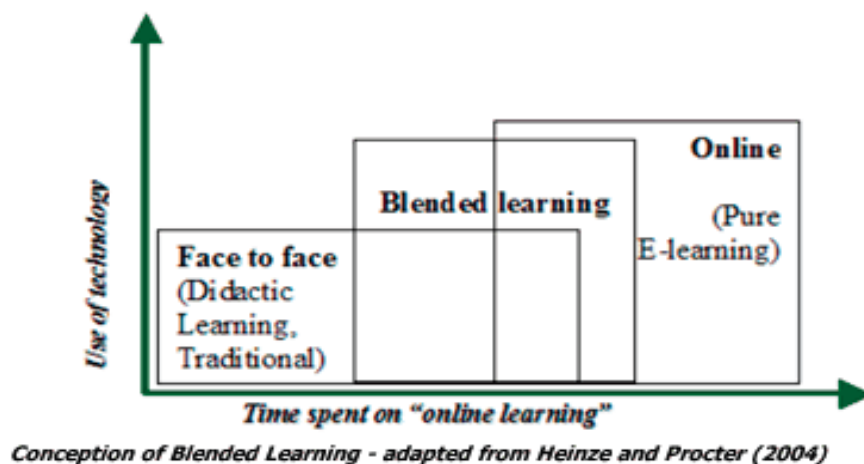 Use of technology
Online
Blended learning
(Pure
E-learning)
Face to face
(Didactic
Learning,
Traditional)
Time spent on “online learning”
Conception of Blended Learning - adapted from Heinze and Procter (2004)